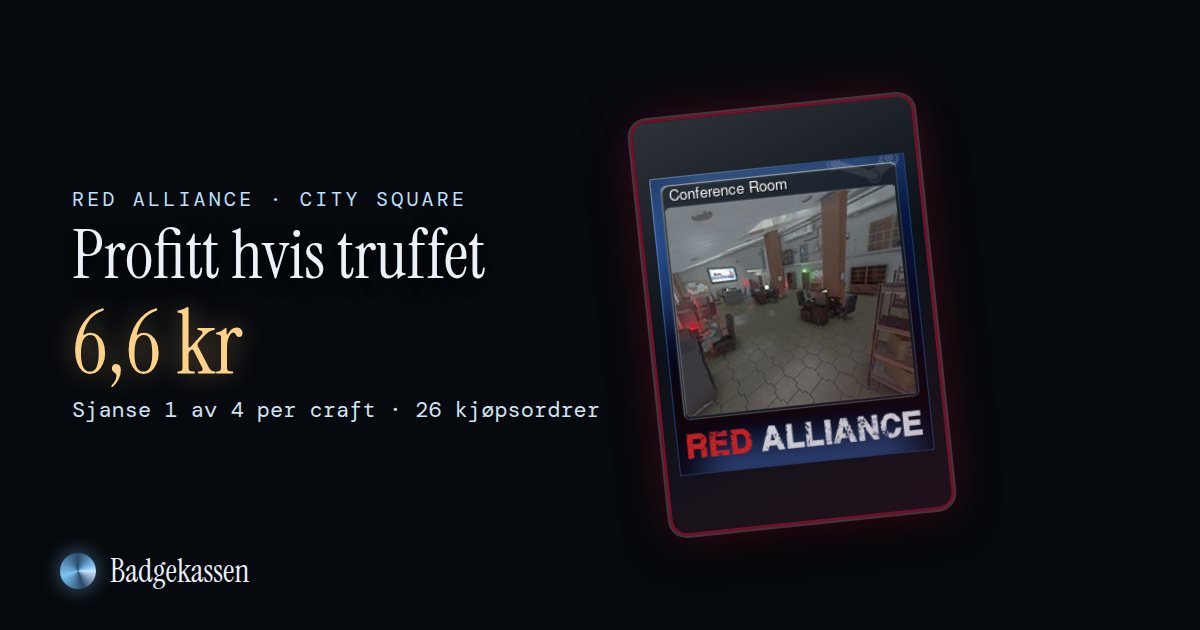 RED ALLIANCE · CITY SQUARE
Profitt hvis truffet
6,6 kr
Sjanse 1 av 4 per craft · 26 kjøpsordrer
Badgekassen
Conference Room
RED ALLIANCE